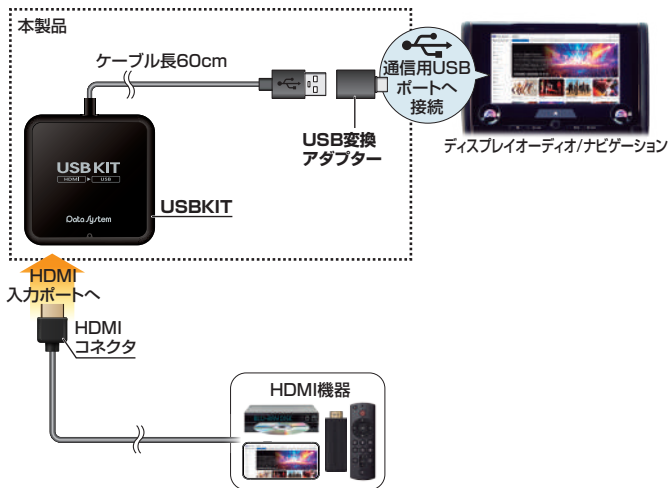 本製品
ケーブル長60cm
通信用USB
ポートへ
接続
USB変換
アダプター
ディスプレイオーディオ/ナビゲーション
USB KIT
HDMI ▶ USB
Data System
USBKIT
HDMI
入力ポートへ
HDMI
コネクタ
HDMI機器